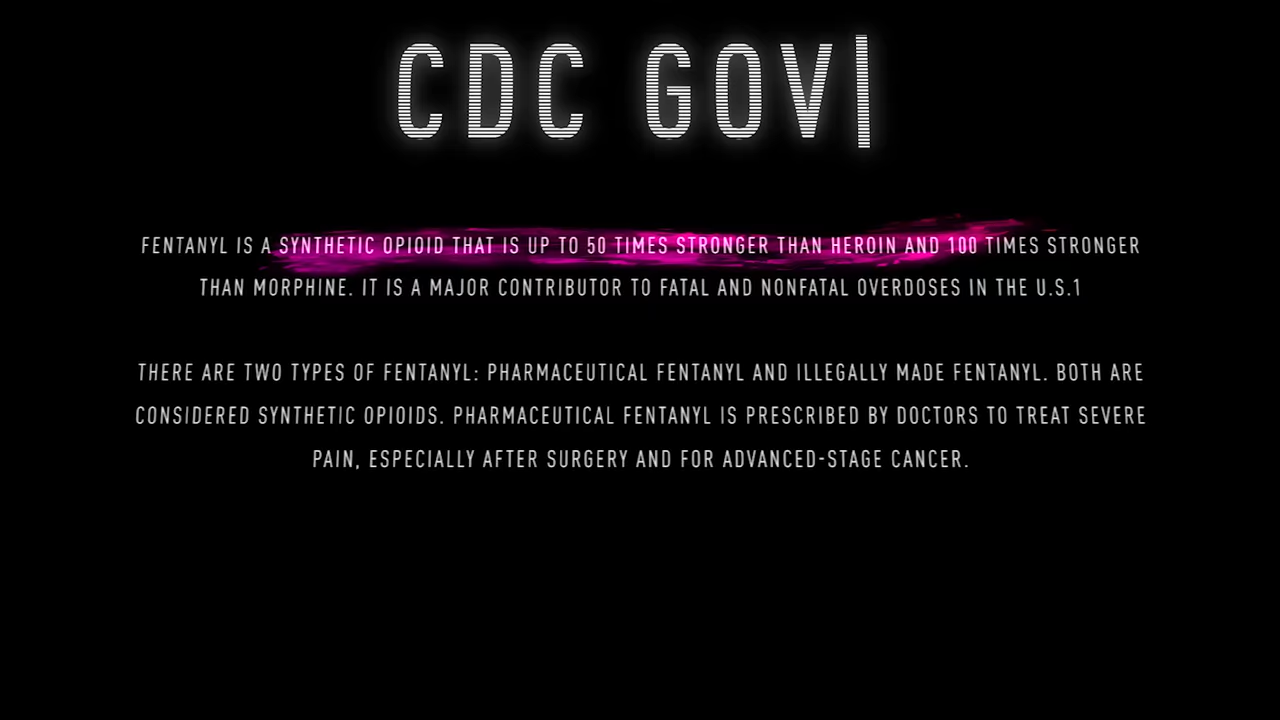 CDC GOV
FENTANYL IS A SYNTHETIC OPIOID THAT IS UP TO 50 TIMES STRONGER THAN HEROIN AND 100 TIMES STRONGER
THAN MORPHINE. IT IS A MAJOR CONTRIBUTOR TO FATAL AND NONFATAL OVERDOSES IN THE U.S.1
THERE ARE TWO TYPES OF FENTANYL: PHARMACEUTICAL FENTANYL AND ILLEGALLY MADE FENTANYL. BOTH ARE
CONSIDERED SYNTHETIC OPIOIDS. PHARMACEUTICAL FENTANYL IS PRESCRIBED BY DOCTORS TO TREAT SEVERE
PAIN, ESPECIALLY AFTER SURGERY AND FOR ADVANCED-STAGE CANCER.